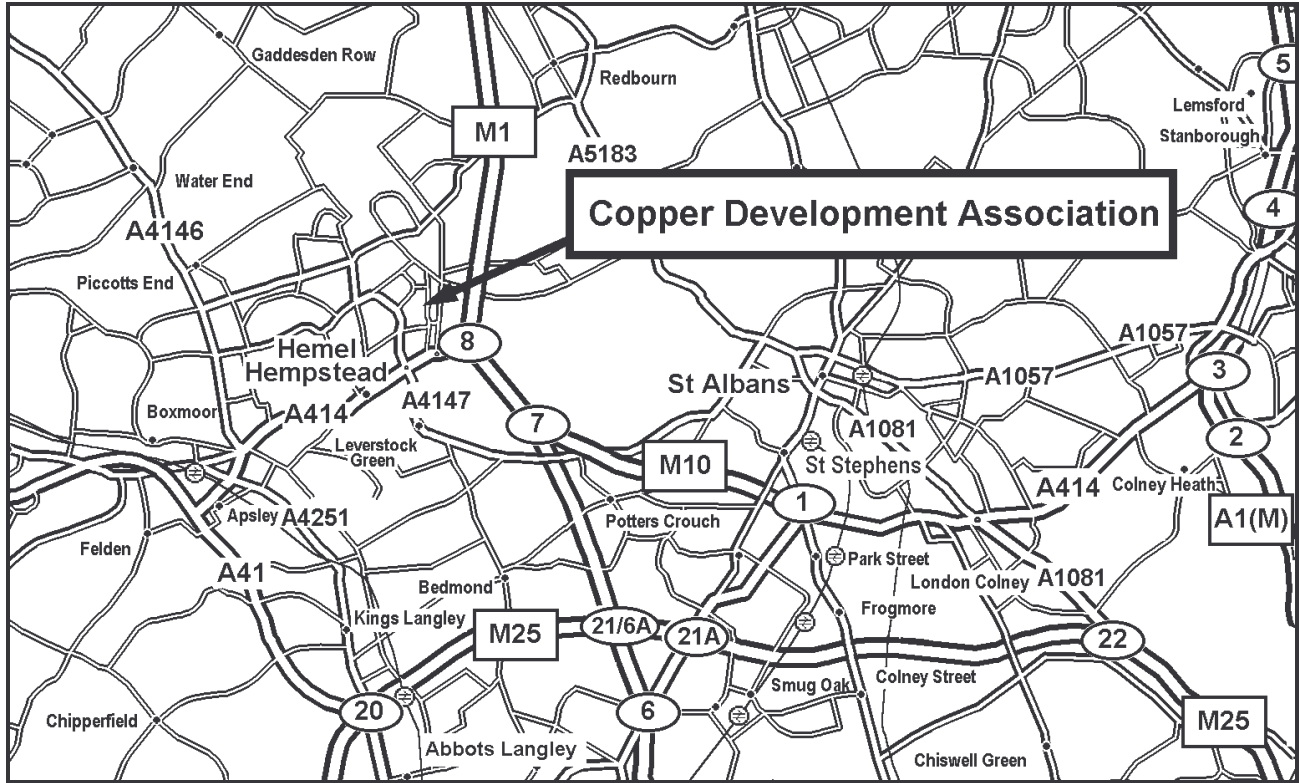 Gaddesden Row
Redbourn
5
Lemsford
M1
Stanborough
A5183
Water End
Copper Development Association
4
A4146
Piccotts End
8
A1057
Hemel
Hempstead
3
St Albans
A1057
A4147
Boxmoor
A414
7
A1081
2
Leverstock
Green
M10
St Stephens
A414
Colney Heath
1
Apsley
A4251
Potters Crouch
A1(M)
Felden
Park Street
A41
Bedmond
London Colney
A1081
Frogmore
Kings Langley
M25
21/6A
21A
22
Colney Street
Smug Oak
20
6
Chipperfield
M25
Abbots Langley
Chiswell Green